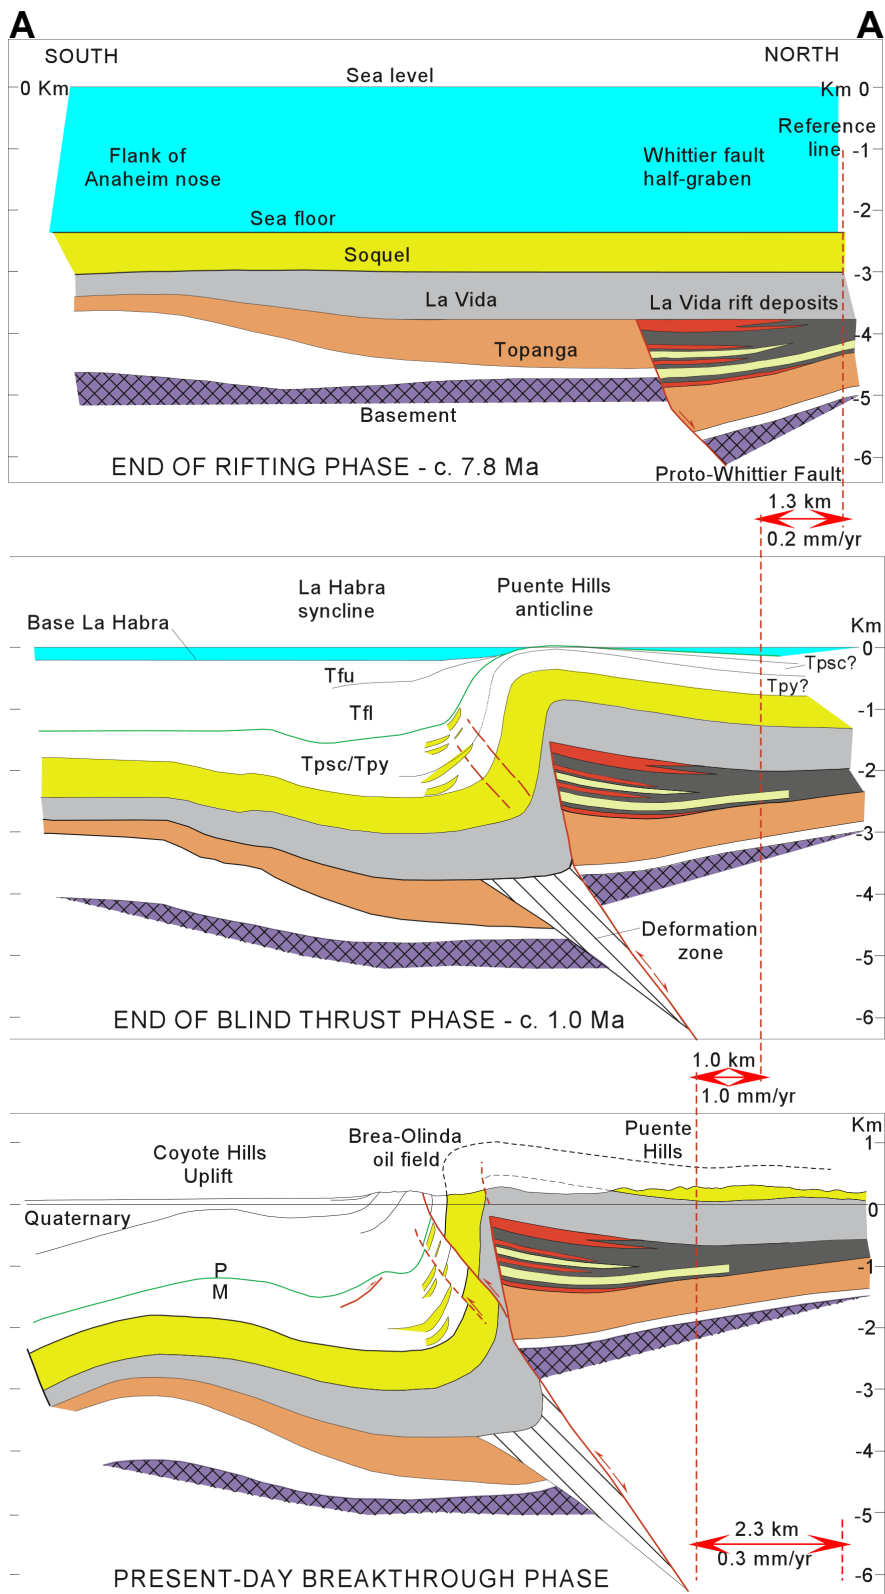 A A
SOUTH NORTH
Sea level
0 Km Km 0
Reference
line -1
Flank of
Anaheim nose
Whittier fault
half-graben
-2
Sea floor
Soquel
-3
La Vida
La Vida rift deposits
-4
Topanga
-5
Basement
-6
END OF RIFTING PHASE - c. 7.8 Ma
Proto-Whittier Fault
1.3 km
0.2 mm/yr
La Habra
syncline
Puente Hills
anticline
Base La Habra
Km
0
Tpsc?
Tfu
Tpy?
Tfl
-1
Tpsc/Tpy
-2
-3
-4
Deformation
zone
-5
END OF BLIND THRUST PHASE - c. 1.0 Ma
-6
1.0 km
1.0 mm/yr
Km
1
Puente
Hills
Brea-Olinda
oil field
Coyote Hills
Uplift
0
Quaternary
P
M
-1
-2
-3
-4
-5
2.3 km
0.3 mm/yr
-6
PRESENT-DAY BREAKTHROUGH PHASE